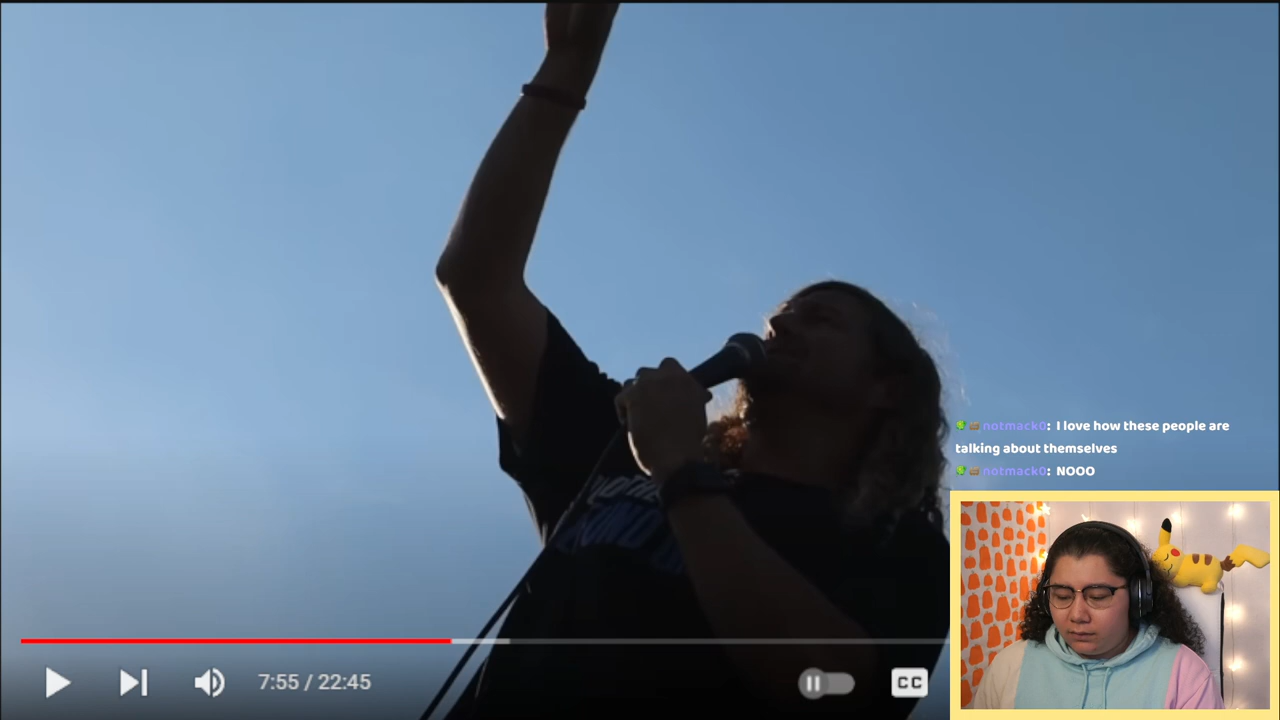 notmack0: I love how these people are
talking about themselves
notmack0: NOOO
7:55 / 22:45
CC